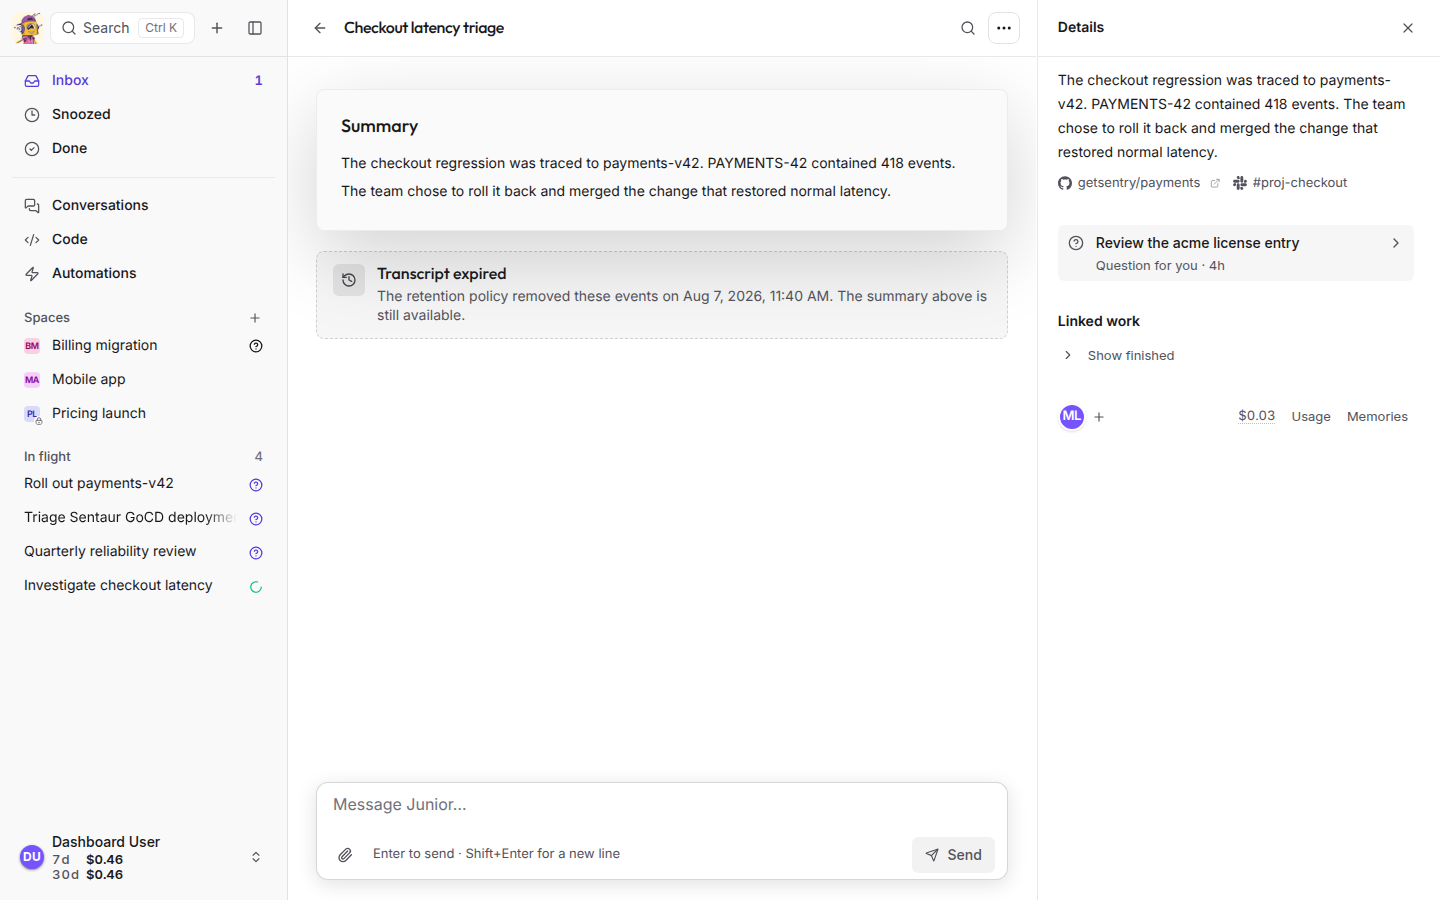 Search
Ctrl K
Inbox
1
Snoozed
Done
Conversations
Code
Automations
Spaces
BM
Billing migration
MA
Mobile app
PL
Pricing launch
In flight
4
Roll out payments-v42
Triage Sentaur GoCD deployme
Quarterly reliability review
Investigate checkout latency
DU
Dashboard User
7d $0.46
30d $0.46
Checkout latency triage
Summary
The checkout regression was traced to payments-v42. PAYMENTS-42 contained 418 events.
The team chose to roll it back and merged the change that restored normal latency.
Transcript expired
The retention policy removed these events on Aug 7, 2026, 11:40 AM. The summary above is
still available.
Message Junior...
Enter to send · Shift+Enter for a new line
Send
Details
The checkout regression was traced to payments-
v42. PAYMENTS-42 contained 418 events. The team
chose to roll it back and merged the change that
restored normal latency.
getsentry/payments
#proj-checkout
Review the acme license entry
Question for you · 4h
Linked work
Show finished
ML
$0.03
Usage
Memories